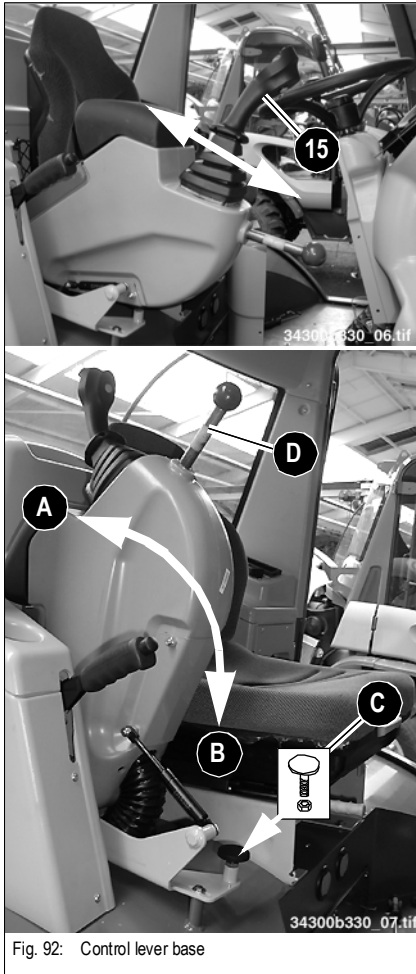 15
34300b330_06.tif
D
A
C
B
34300b330_07.tif
Fig. 92: Control lever base